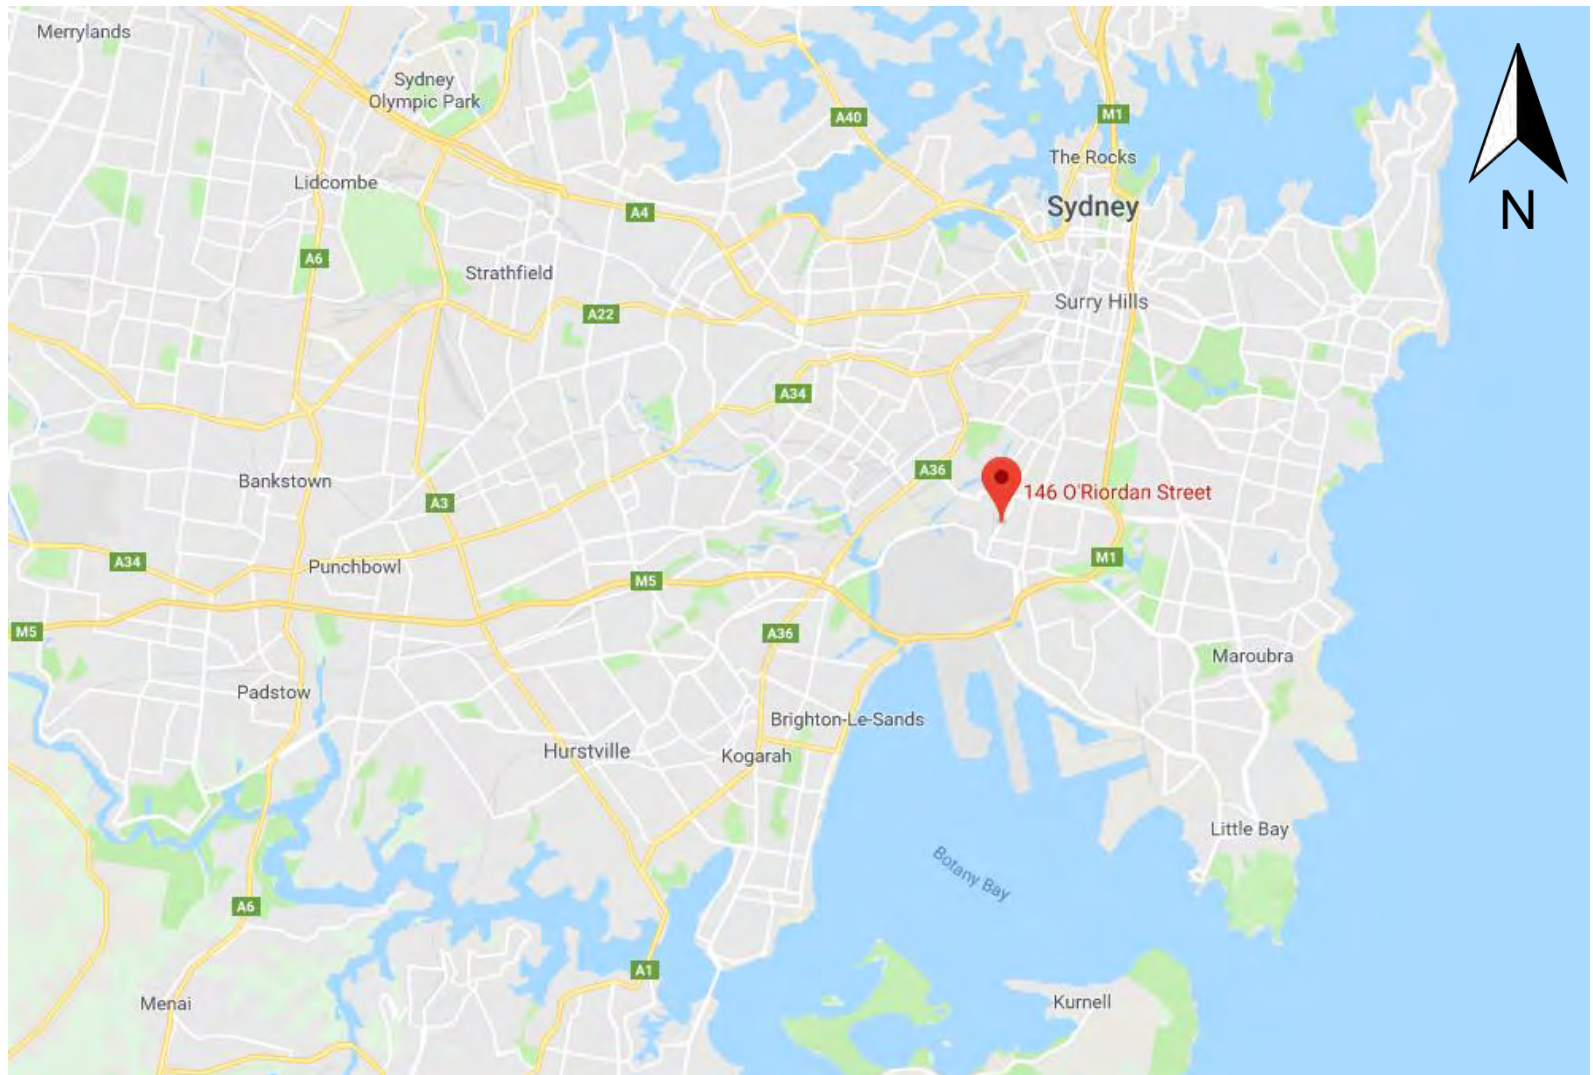 Merrylands
Sydney
Olympic Park
A40
M1
The Rocks
Lidcombe
Sydney
N
A4
A6
Strathfield
Surry Hills
A22
A34
A36
Bankstown
146 O'Riordan Street
A3
A34
Punchbowl
M1
M5
M5
A36
Maroubra
Padstow
Brighton-Le-Sands
Hurstville
Kogarah
Little Bay
Botany Bay
A6
A1
Menai
Kurnell